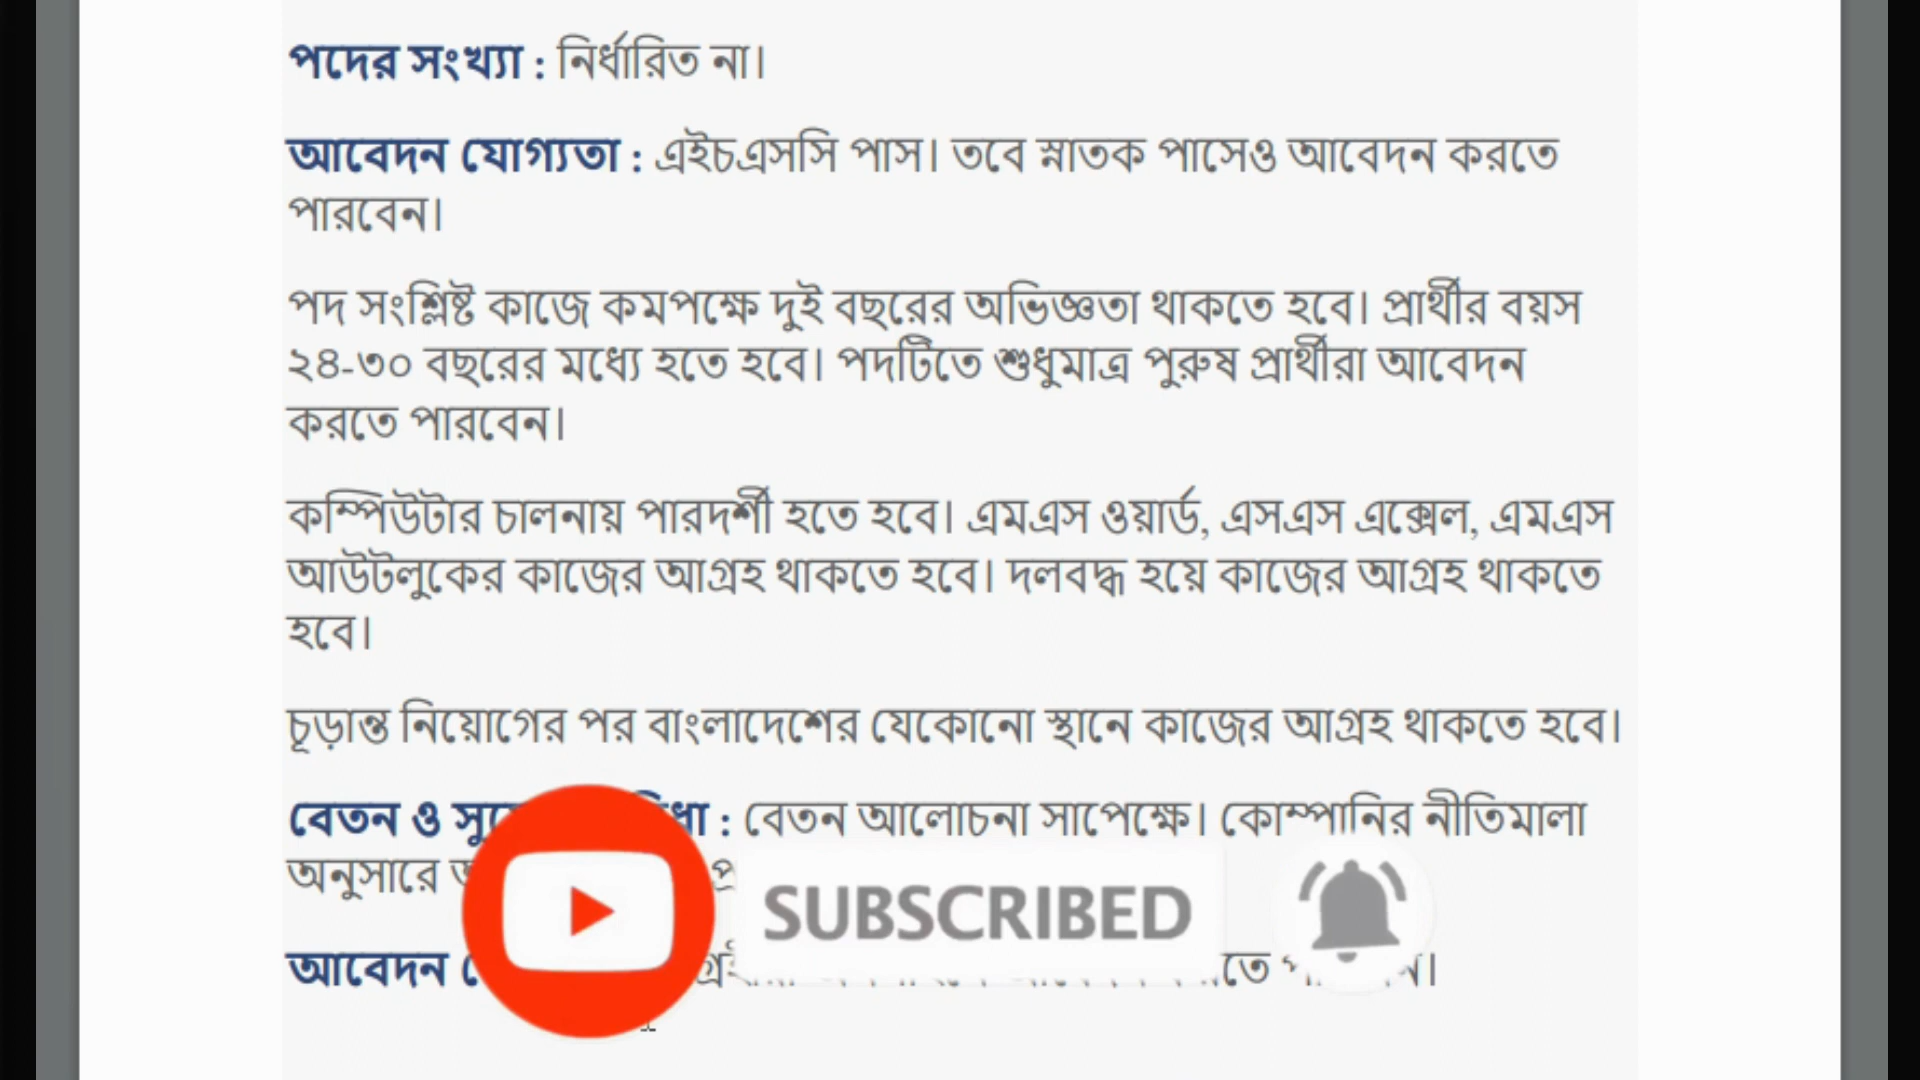 পদের সংখ্যা : নির্ধারিত না।
আবেদন যোগ্যতা : এইচএসসি পাস। তবে স্নাতক পাসেও আবেদন করতে
পারবেন।
পদ সংশ্লিষ্ট কাজে কমপক্ষে দুই বছরের অভিজ্ঞতা থাকতে হবে। প্রার্থীর বয়স
২৪-৩০ বছরের মধ্যে হতে হবে। পদটিতে শুধুমাত্র পুরুষ প্রার্থীরা আবেদন
করতে পারবেন।
কম্পিউটার চালনায় পারদর্শী হতে হবে। এমএস ওয়ার্ড, এসএস এক্সেল, এমএস
আউটলুকের কাজের আগ্রহ থাকতে হবে। দলবদ্ধ হয়ে কাজের আগ্রহ থাকতে
হবে।
চূড়ান্ত নিয়োগের পর বাংলাদেশের যেকোনো স্থানে কাজের আগ্রহ থাকতে হবে।
বেতন ও : বেতন আলোচনা সাপেক্ষে। কোম্পানির নীতিমালা
অনুসারে
SUBSCRIBED
আবেদন